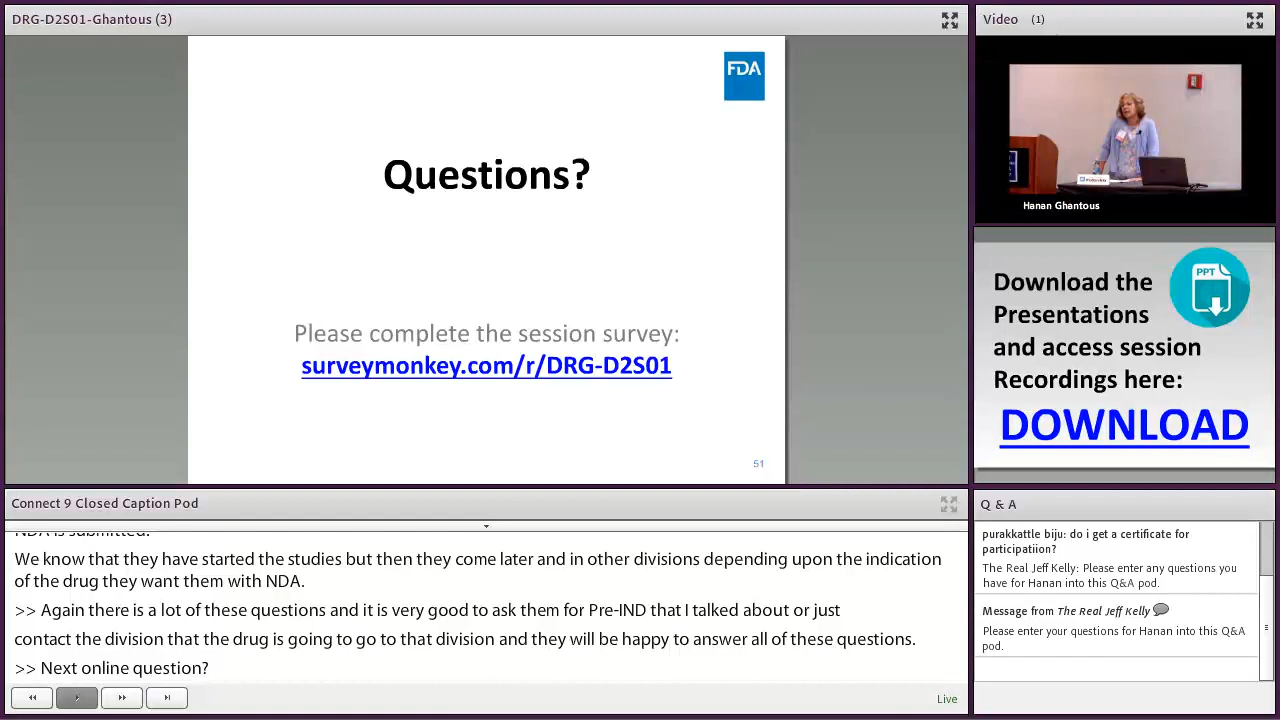 DRG-D2S01-Ghantous (3)
FDA
Questions?
Please complete the session survey:
surveymonkey.com/r/DRG-D2S01
51
Video (1)
Hanan Ghantous
Download the
Presentations
and access session
Recordings here:
DOWNLOAD
PPT
Connect 9 Closed Caption Pod
NDA is submitted.
We know that they have started the studies but then they come later and in other divisions depending upon the indication
of the drug they want them with NDA.
>> Again there is a lot of these questions and it is very good to ask them for Pre-IND that I talked about or just
contact the division that the drug is going to go to that division and they will be happy to answer all of these questions.
>> Next online question?
Live
Q & A
purakkattle biju: do i get a certificate for
participatiion?
The Real Jeff Kelly: Please enter any questions you
have for Hanan into this Q&A pod.
Message from The Real Jeff Kelly
Please enter your questions for Hanan into this Q&A
pod.